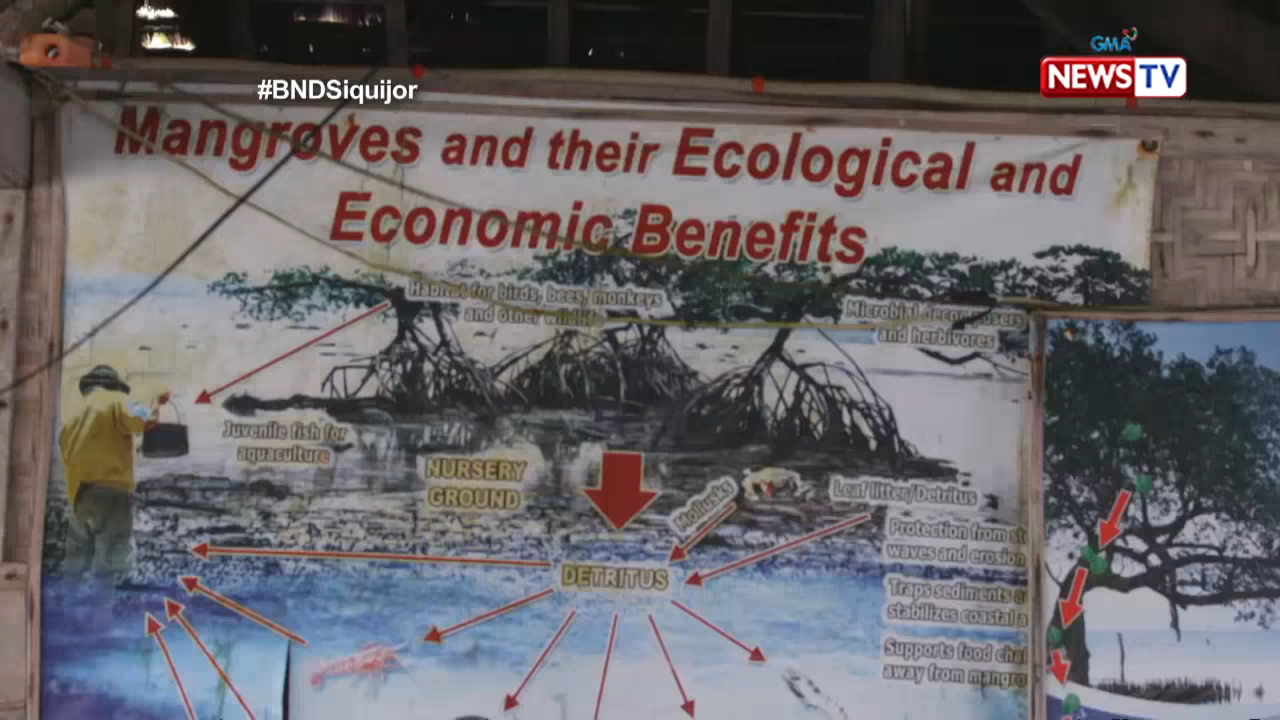 GMA
NEWS TV
#BNDSiquijor
Mangroves and their Ecological and
Economic Benefits
Habitat for birds, bees, monkeys
and other wildlife
Microbial decomposers
and herbivores
Juvenile fish for
aquaculture
NURSERY
GROUND
Mollusks
Leaf litter/Detritus
Protection from
waves and erosion
DETRITUS
Traps sediments
stabilizes coastal
Supports food
away from